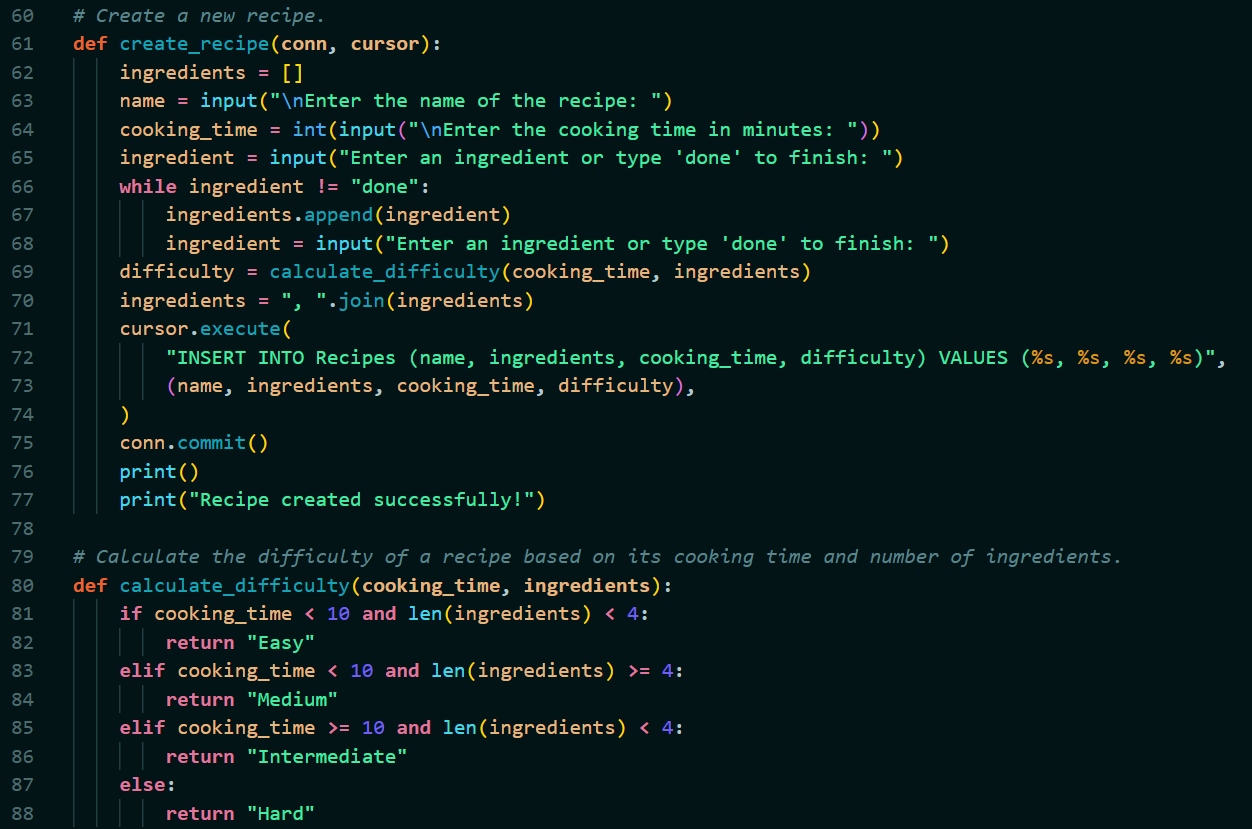 60 # Create a new recipe.
61 def create_recipe(conn, cursor):
62     ingredients = []
63     name = input("\nEnter the name of the recipe: ")
64     cooking_time = int(input("\nEnter the cooking time in minutes: "))
65     ingredient = input("Enter an ingredient or type 'done' to finish: ")
66     while ingredient != "done":
67         ingredients.append(ingredient)
68         ingredient = input("Enter an ingredient or type 'done' to finish: ")
69     difficulty = calculate_difficulty(cooking_time, ingredients)
70     ingredients = ", ".join(ingredients)
71     cursor.execute(
72         "INSERT INTO Recipes (name, ingredients, cooking_time, difficulty) VALUES (%s, %s, %s, %s)",
73         (name, ingredients, cooking_time, difficulty),
74     )
75     conn.commit()
76     print()
77     print("Recipe created successfully!")
78
79 # Calculate the difficulty of a recipe based on its cooking time and number of ingredients.
80 def calculate_difficulty(cooking_time, ingredients):
81     if cooking_time < 10 and len(ingredients) < 4:
82         return "Easy"
83     elif cooking_time < 10 and len(ingredients) >= 4:
84         return "Medium"
85     elif cooking_time >= 10 and len(ingredients) < 4:
86         return "Intermediate"
87     else:
88         return "Hard"